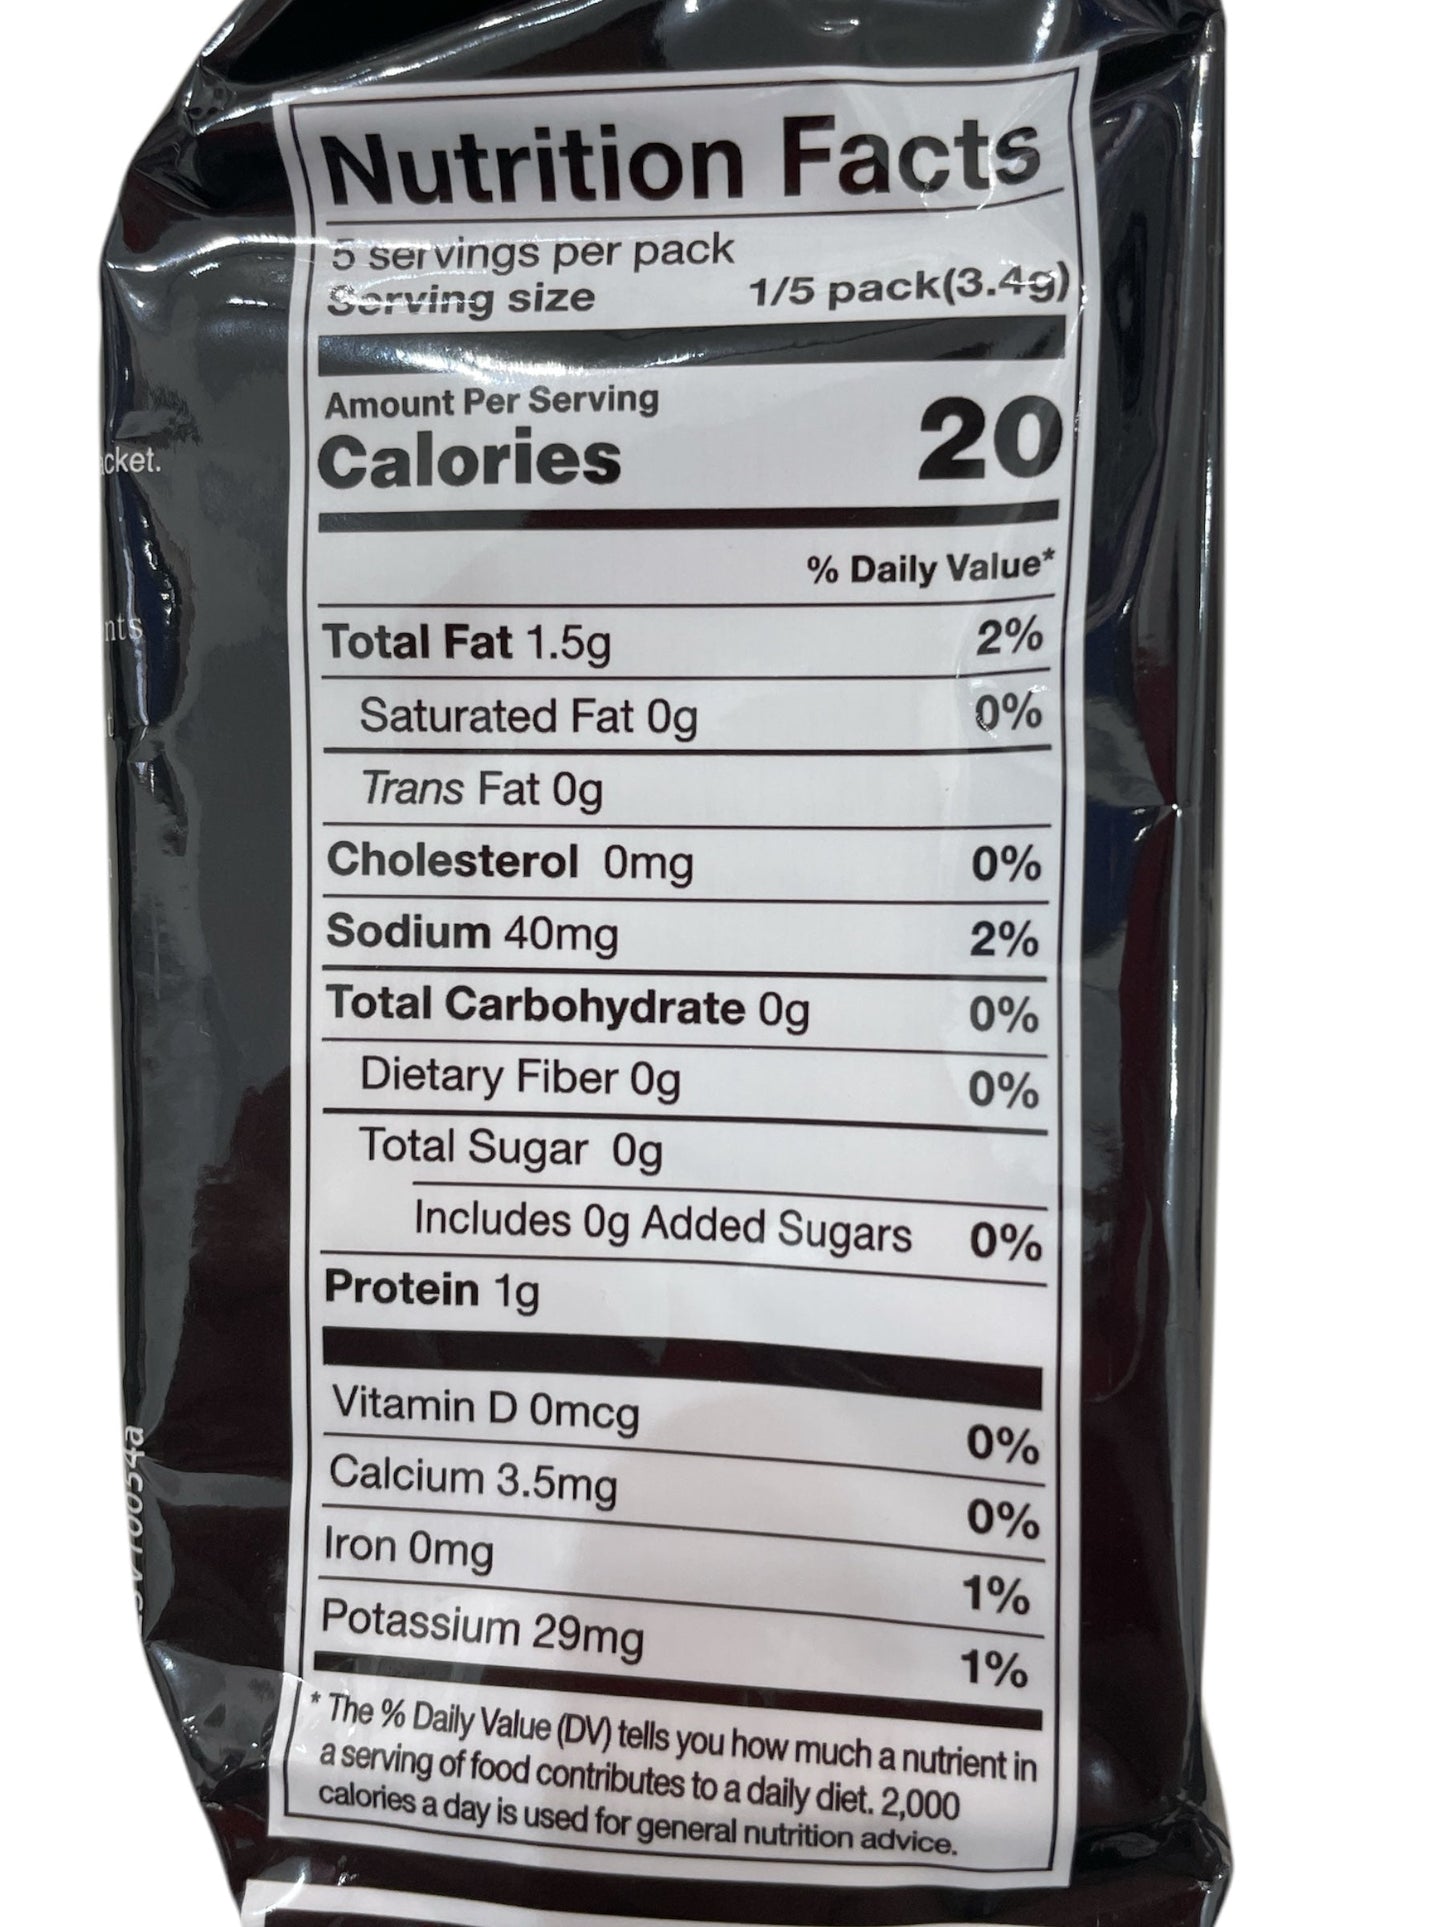 Nutrition Facts
5 servings per pack
Serving size 1/5 pack(3.4g)
Amount Per Serving
Calories 20
% Daily Value*
Total Fat 1.5g 2%
Saturated Fat 0g 0%
Trans Fat 0g
Cholesterol 0mg 0%
Sodium 40mg 2%
Total Carbohydrate 0g 0%
Dietary Fiber 0g 0%
Total Sugar 0g
Includes 0g Added Sugars 0%
Protein 1g
Vitamin D 0mcg 0%
Calcium 3.5mg 0%
Iron 0mg 1%
Potassium 29mg 1%
* The % Daily Value (DV) tells you how much a nutrient in
a serving of food contributes to a daily diet. 2,000
calories a day is used for general nutrition advice.